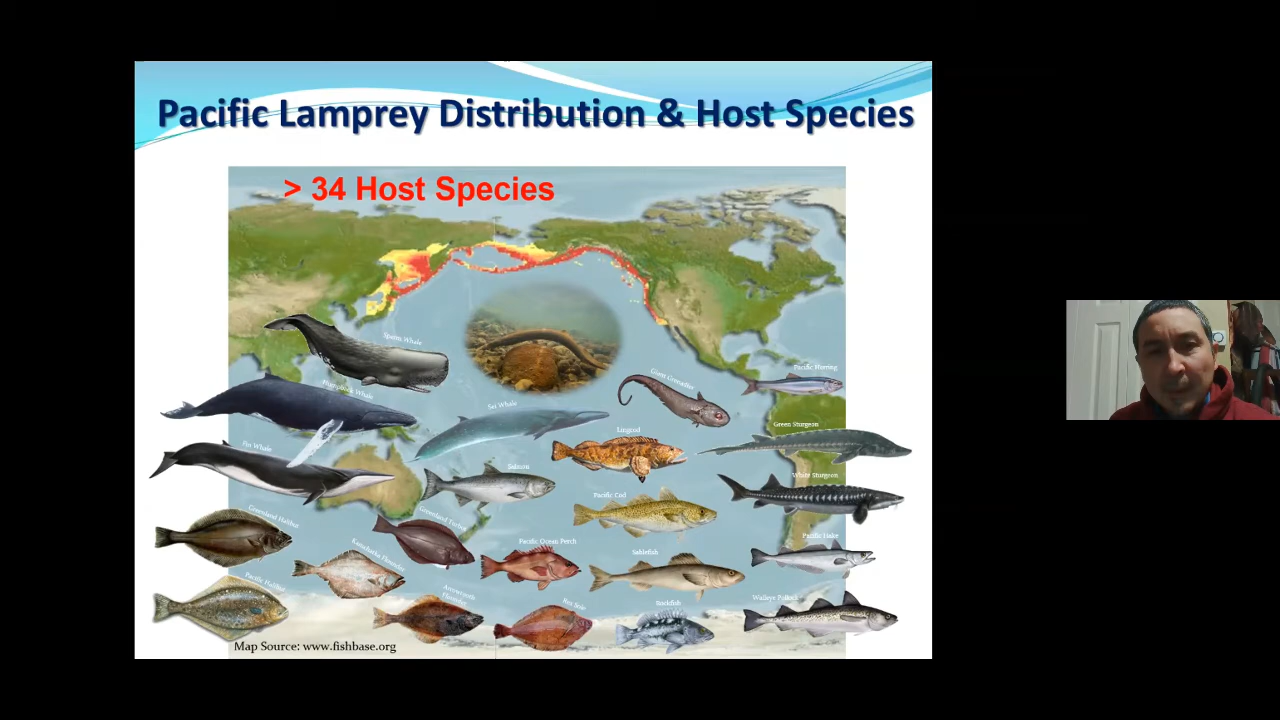 Pacific Lamprey Distribution & Host Species
> 34 Host Species
Sperm Whale
Humpback Whale
Sei Whale
Giant Grenadier
Pacific Herring
Fin Whale
Lingcod
Green Sturgeon
Salmon
White Sturgeon
Greenland Halibut
Greenland Turbot
Pacific Cod
Kamchatka Flounder
Pacific Ocean Perch
Sablefish
Pacific Hake
Pacific Halibut
Arrowtooth Flounder
Rex Sole
Rockfish
Walleye Pollock
Map Source: www.fishbase.org